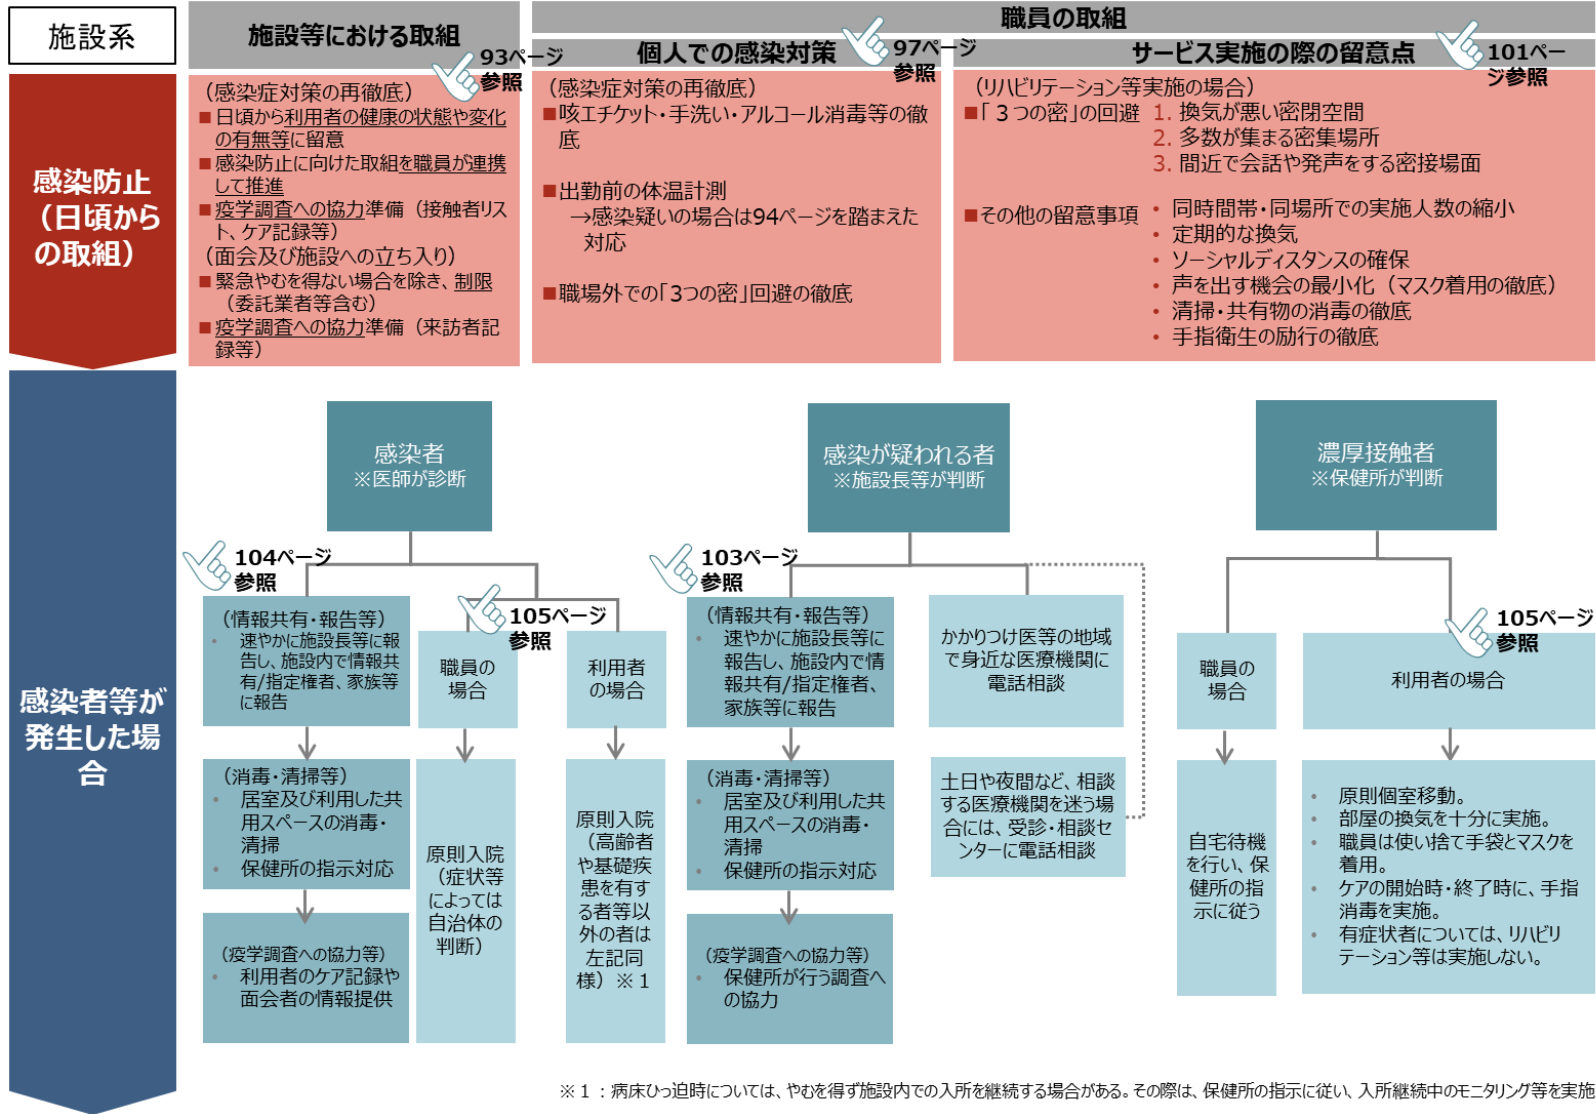 施設系
施設等における取組
93ページ
参照
職員の取組
個人での感染対策
97ページ
参照
サービス実施の際の留意点
101ペー
ジ参照
感染防止
（日頃から
の取組）
（感染症対策の再徹底）
■日頃から利用者の健康の状態や変化
の有無等に留意
■感染防止に向けた取組を職員が連携
して推進
■疫学調査への協力準備（接触者リス
ト、ケア記録等）
（面会及び施設への立ち入り）
■緊急やむを得ない場合を除き、制限
（委託業者等含む）
■疫学調査への協力準備（来訪者記
録等）
（感染症対策の再徹底）
■咳エチケット・手洗い・アルコール消毒等の徹
底
■出勤前の体温計測
→感染疑いの場合は94ページを踏まえた
対応
■職場外での「3つの密」回避の徹底
（リハビリテーション等実施の場合）
■「３つの密」の回避
1. 換気が悪い密閉空間
2. 多数が集まる密集場所
3. 間近で会話や発声をする密接場面
■その他の留意事項
• 同時間帯・同場所での実施人数の縮小
• 定期的な換気
• ソーシャルディスタンスの確保
• 声を出す機会の最小化（マスク着用の徹底）
• 清掃・共有物の消毒の徹底
• 手指衛生の励行の徹底
感染者等が
発生した場
合
感染者
※医師が診断
104ページ
参照
（情報共有・報告等）
• 速やかに施設長等に報
告し、施設内で情報共
有/指定権者、家族等
に報告
（消毒・清掃等）
• 居室及び利用した共
用スペースの消毒・
清掃
• 保健所の指示対応
（疫学調査への協力等）
• 利用者のケア記録や
面会者の情報提供
105ページ
参照
職員の
場合
原則入院
（症状等
によっては
自治体の
判断）
利用者
の場合
原則入院
（高齢者
や基礎疾
患を有す
る者等以
外の者は
左記同
様）※１
感染が疑われる者
※施設長等が判断
103ページ
参照
（情報共有・報告等）
• 速やかに施設長等に
報告し、施設内で情
報共有/指定権者、
家族等に報告
（消毒・清掃等）
• 居室及び利用した共
用スペースの消毒・
清掃
• 保健所の指示対応
（疫学調査への協力等）
• 保健所が行う調査へ
の協力
かかりつけ医等の地域
で身近な医療機関に
電話相談
土日や夜間など、相談
する医療機関を迷う場
合には、受診・相談セ
ンターに電話相談
濃厚接触者
※保健所が判断
職員の
場合
自宅待機
を行い、保
健所の指
示に従う
105ページ
参照
利用者の場合
• 原則個室移動。
• 部屋の換気を十分に実施。
• 職員は使い捨て手袋とマスクを
着用。
• ケアの開始時・終了時に、手指
消毒を実施。
• 有症状者については、リハビリ
テーション等は実施しない。
※１：病床ひっ迫時については、やむを得ず施設内での入所を継続する場合がある。その際は、保健所の指示に従い、入所継続中のモニタリング等を実施